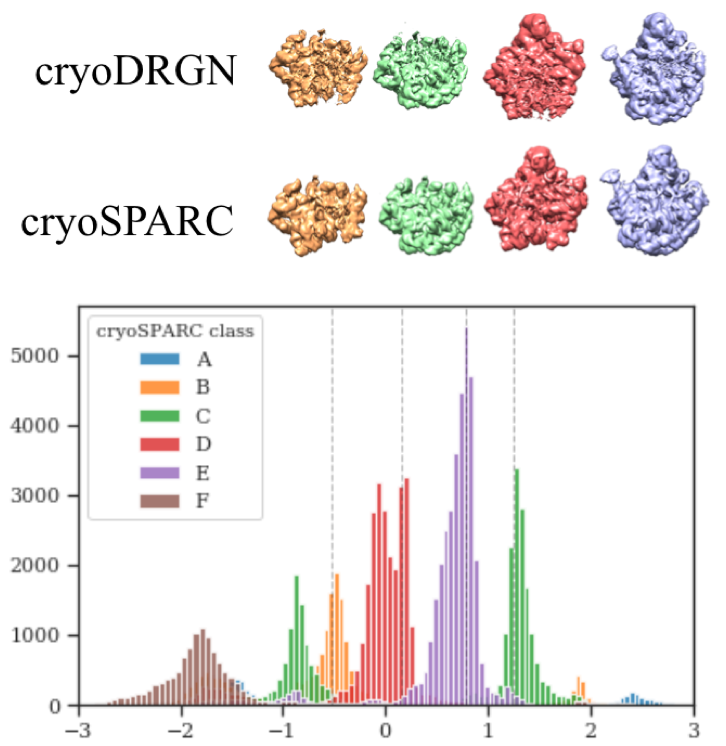 cryoDRGN
cryoSPARC
cryoSPARC class
A
B
C
D
E
F
5000
4000
3000
2000
1000
0
−3 −2 −1 0 1 2 3